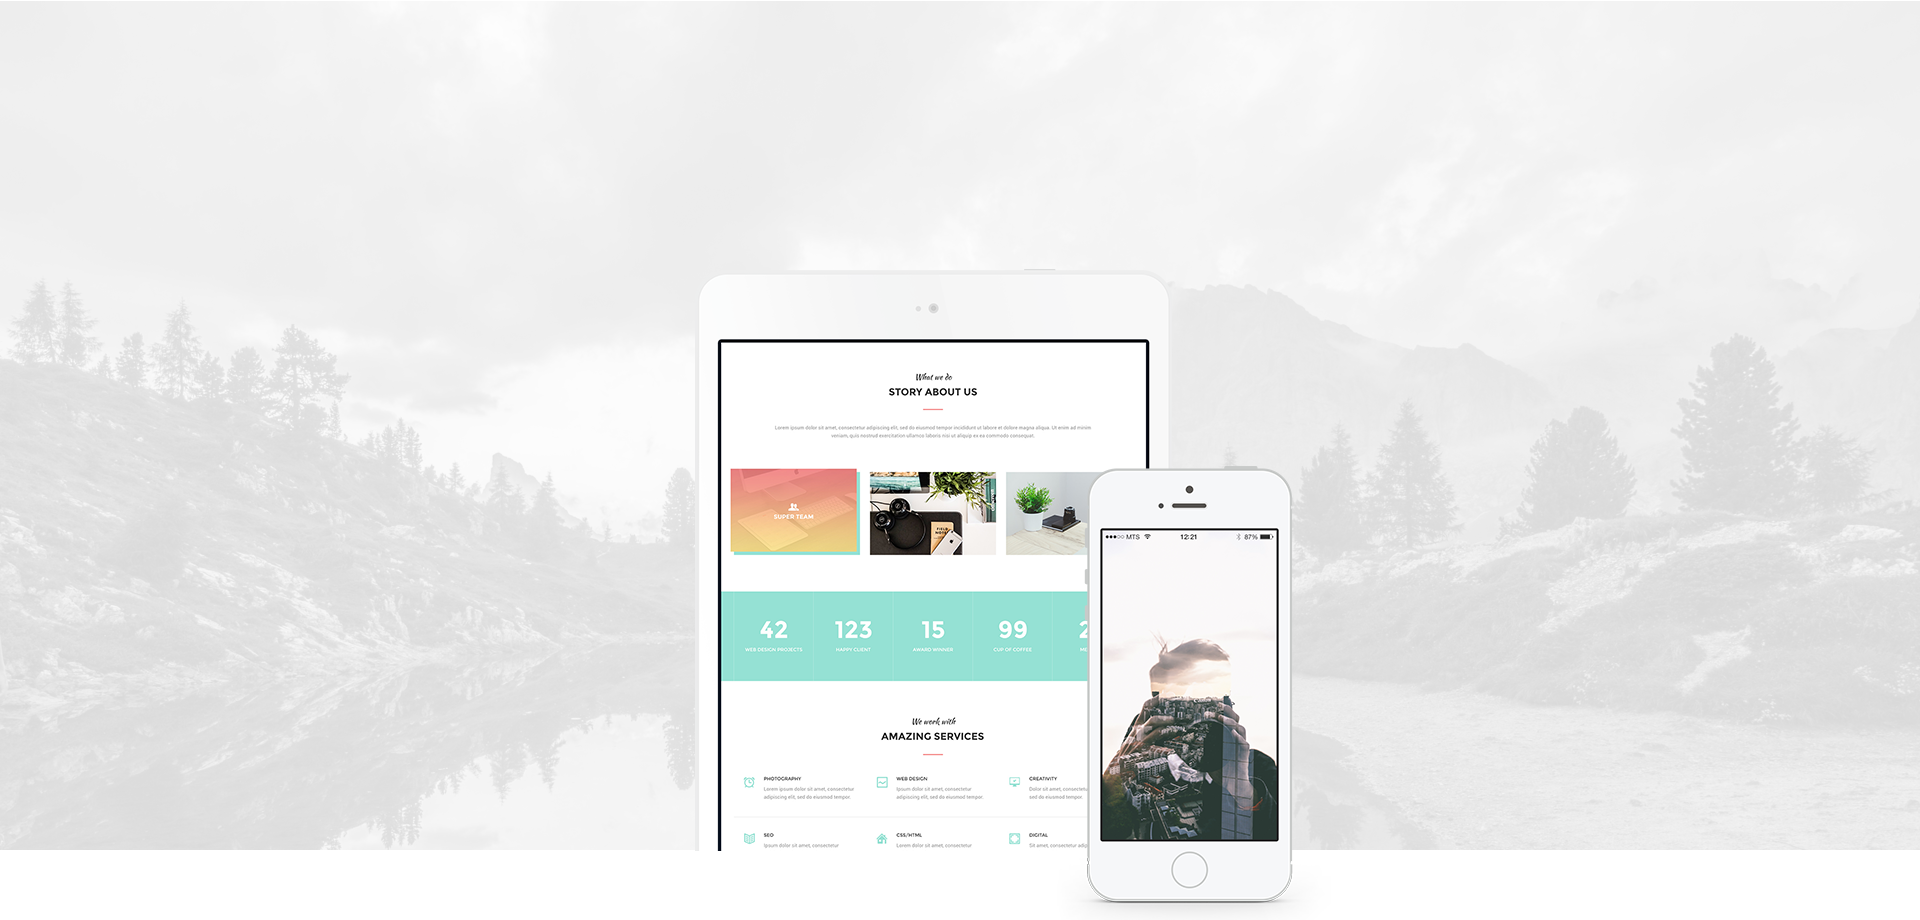 What we do
STORY ABOUT US
Lorem ipsum dolor sit amet, consectetur adipiscing elit, sed do eiusmod tempor incididunt ut labore et dolore magna aliqua. Ut enim ad minim
veniam, quis nostrud exercitation ullamco laboris nisi ut aliquip ex ea commodo consequat.
SUPER TEAM
FIELD
NOTES
MTS 12:21 87%
42 123 15 99 2
WEB DESIGN PROJECTS HAPPY CLIENT AWARD WINNER CUP OF COFFEE ME
We work with
AMAZING SERVICES
PHOTOGRAPHY WEB DESIGN CREATIVITY
Lorem ipsum dolor sit amet, consectetur Ipsum dolor sit amet, consectetur Dolor sit amet, consectetu
adipiscing elit, sed do eiusmod tempor. adipiscing elit, sed do eiusmod tempor. sed do eiusmod tempor.
SEO CSS/HTML DIGITAL
Ipsum dolor sit amet, consectetur Lorem dolor sit amet, consectetur Sit amet, consectetur adip